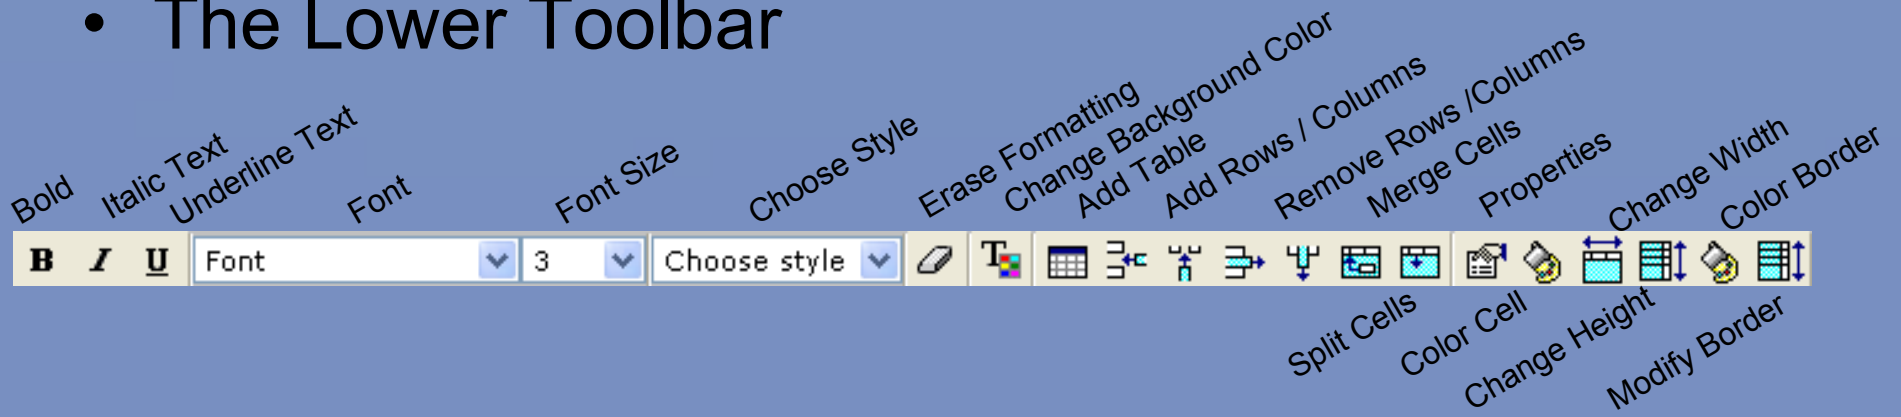 • The Lower Toolbar
Bold
Italic Text
Underline Text
Font
Font Size
Choose Style
Erase Formatting
Change Background Color
Add Table
Add Rows / Columns
Remove Rows /Columns
Merge Cells
Properties
Change Width
Color Border
B I U Font 3 Choose style T
Split Cells
Color Cell
Change Height
Modify Border